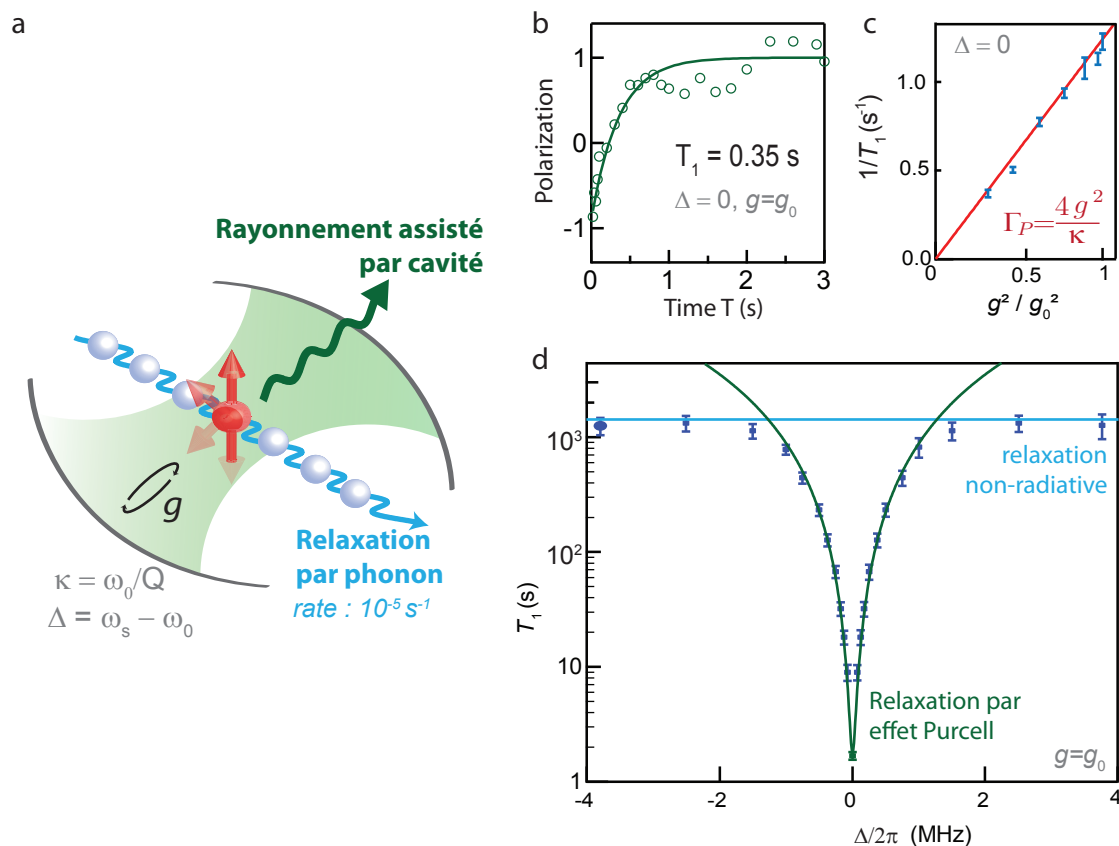 a
Rayonnement assisté
par cavité
g
Relaxation
par phonon
rate : 10⁻⁵ s⁻¹
κ = ω₀/Q
Δ = ωₛ – ω₀
b
Polarization
1
0
-1
T₁ = 0.35 s
Δ = 0, g=g₀
0
1
2
3
Time T (s)
c
Δ = 0
1/T₁ (s⁻¹)
1.0
0.5
0.0
Γ_P = 4 g² / κ
0
0.5
1
g² / g₀²
d
T₁ (s)
10³
10²
10
1
relaxation
non-radiative
Relaxation par
effet Purcell
g=g₀
-4
-2
0
2
4
Δ/2π (MHz)